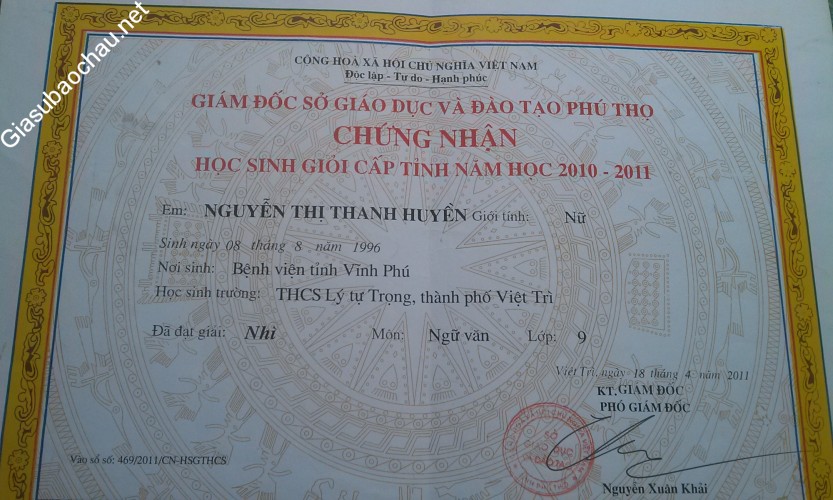 Giasubaochau.net
CỘNG HOÀ XÃ HỘI CHỦ NGHĨA VIỆT NAM
Độc lập - Tự do - Hạnh phúc
GIÁM ĐỐC SỞ GIÁO DỤC VÀ ĐÀO TẠO PHÚ THỌ
CHỨNG NHẬN
HỌC SINH GIỎI CẤP TỈNH NĂM HỌC 2010 - 2011
Em: NGUYỄN THỊ THANH HUYỀN Giới tính: Nữ
Sinh ngày 08 tháng 8 năm 1996
Nơi sinh: Bệnh viện tỉnh Vĩnh Phú
Học sinh trường: THCS Lý tự Trọng, thành phố Việt Trì
Đã đạt giải: Nhì Môn: Ngữ văn Lớp: 9
Việt Trì, ngày 18 tháng 4 năm 2011
KT. GIÁM ĐỐC
PHÓ GIÁM ĐỐC
SỞ
GIÁO DỤC
Vào sổ số: 469/2011/CN-HSGTHCS
Nguyễn Xuân Khải